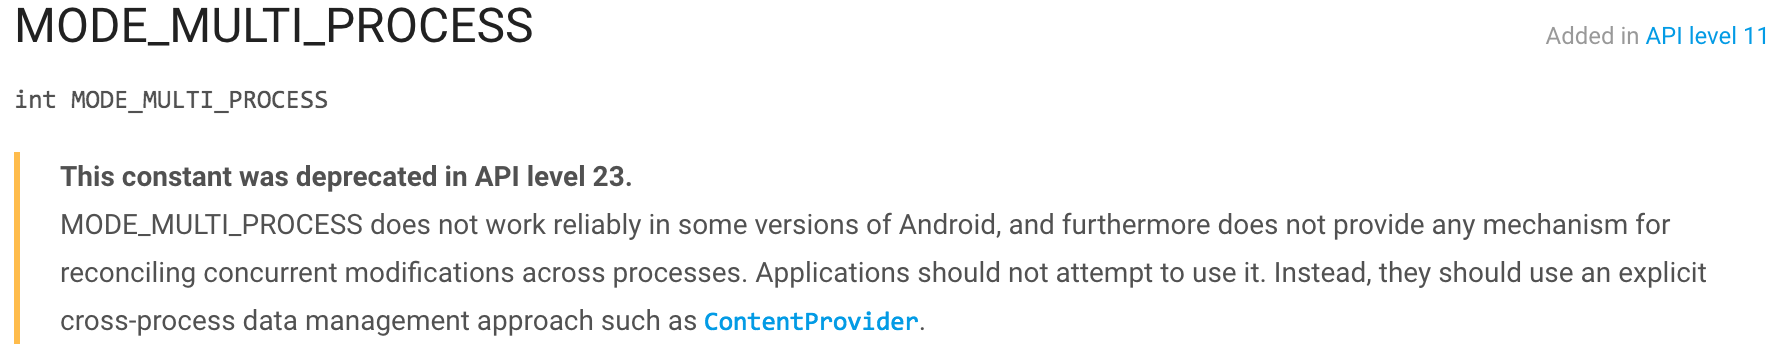 MODE_MULTI_PROCESS
Added in API level 11
int MODE_MULTI_PROCESS
This constant was deprecated in API level 23.
MODE_MULTI_PROCESS does not work reliably in some versions of Android, and furthermore does not provide any mechanism for
reconciling concurrent modifications across processes. Applications should not attempt to use it. Instead, they should use an explicit
cross-process data management approach such as ContentProvider.